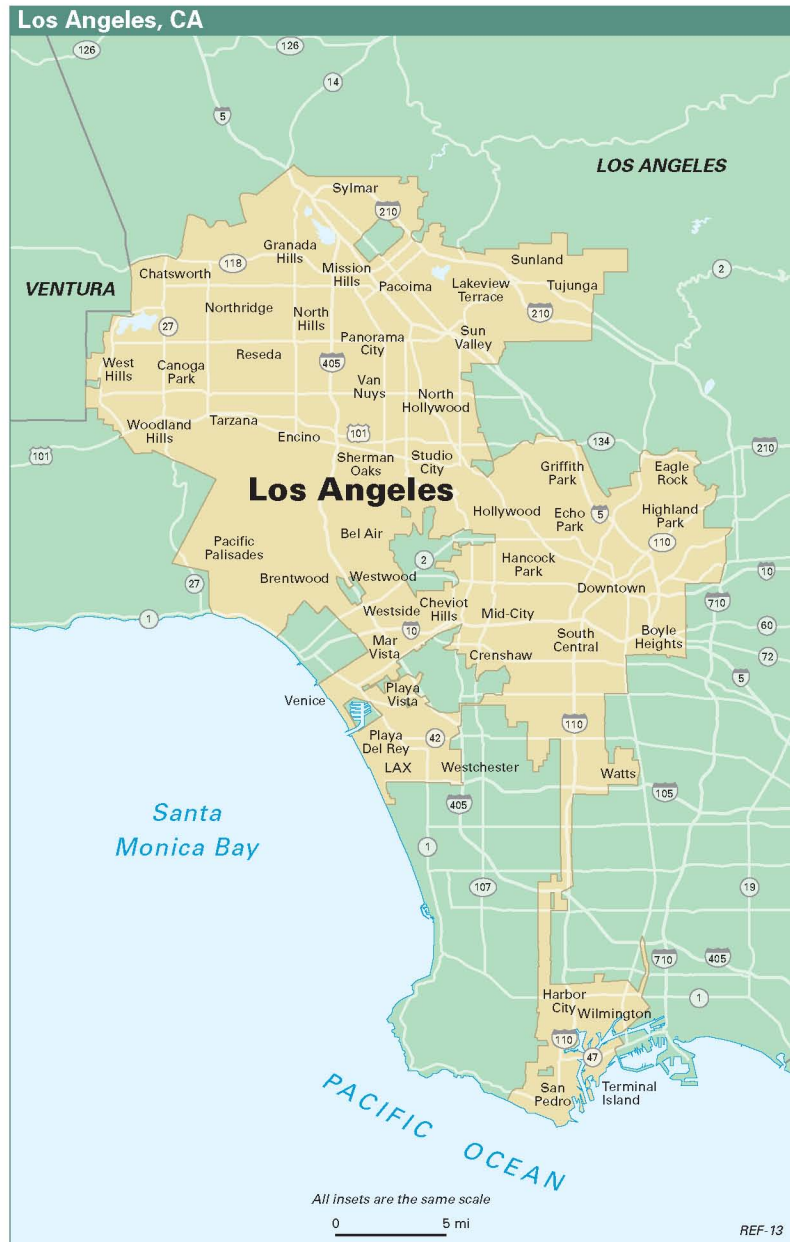 Los Angeles, CA
126
126
14
5
LOS ANGELES
Sylmar
210
Granada
Hills
118
Chatsworth
Mission
Hills
Pacoima
Lakeview
Terrace
Sunland
Tujunga
2
VENTURA
Northridge
North
Hills
210
27
Panorama
City
Sun
Valley
Reseda
405
West
Hills
Canoga
Park
Van
Nuys
North
Hollywood
Tarzana
Woodland
Hills
Encino
101
134
101
210
Sherman
Oaks
Studio
City
Griffith
Park
Eagle
Rock
Los Angeles
Hollywood
Echo
Park
5
Highland
Park
Bel Air
110
Pacific
Palisades
2
Hancock
Park
Brentwood
Westwood
10
27
Downtown
710
1
Westside
Cheviot
Hills
Mid-City
10
60
Mar
Vista
South
Central
Boyle
Heights
72
Crenshaw
5
Venice
Playa
Vista
110
Playa
Del Rey
42
LAX
Westchester
Watts
105
405
Santa
Monica Bay
1
107
19
710
405
Harbor
City
Wilmington
1
110
47
San
Pedro
Terminal
Island
PACIFIC OCEAN
All insets are the same scale
0 5 mi
REF-13